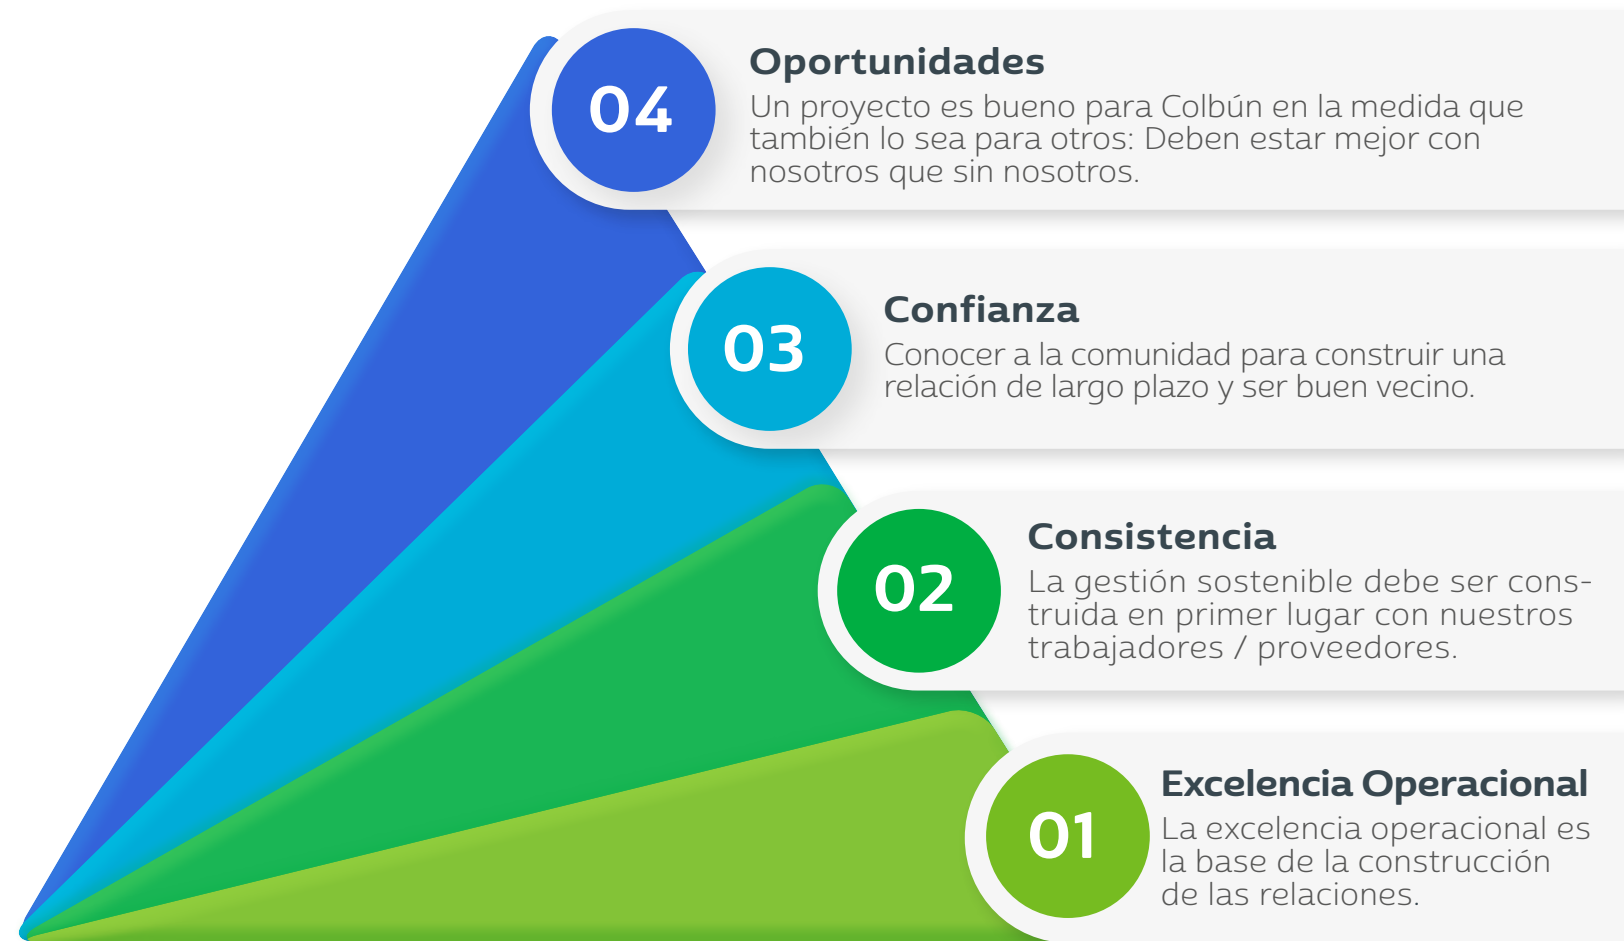 04
Oportunidades
Un proyecto es bueno para Colbún en la medida que
también lo sea para otros: Deben estar mejor con
nosotros que sin nosotros.
03
Confianza
Conocer a la comunidad para construir una
relación de largo plazo y ser buen vecino.
02
Consistencia
La gestión sostenible debe ser cons-
truida en primer lugar con nuestros
trabajadores / proveedores.
01
Excelencia Operacional
La excelencia operacional es
la base de la construcción
de las relaciones.